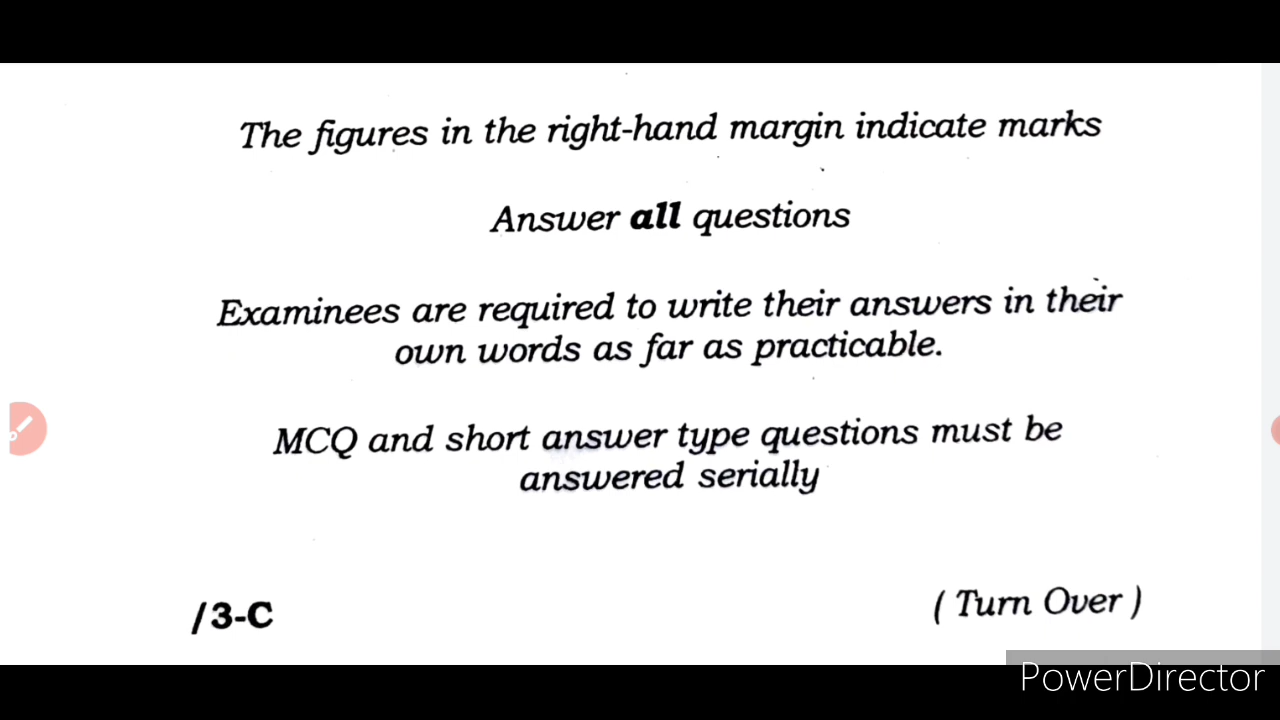 The figures in the right-hand margin indicate marks
Answer all questions
Examinees are required to write their answers in their
own words as far as practicable.
MCQ and short answer type questions must be
answered serially
/3-C
( Turn Over )
PowerDirector